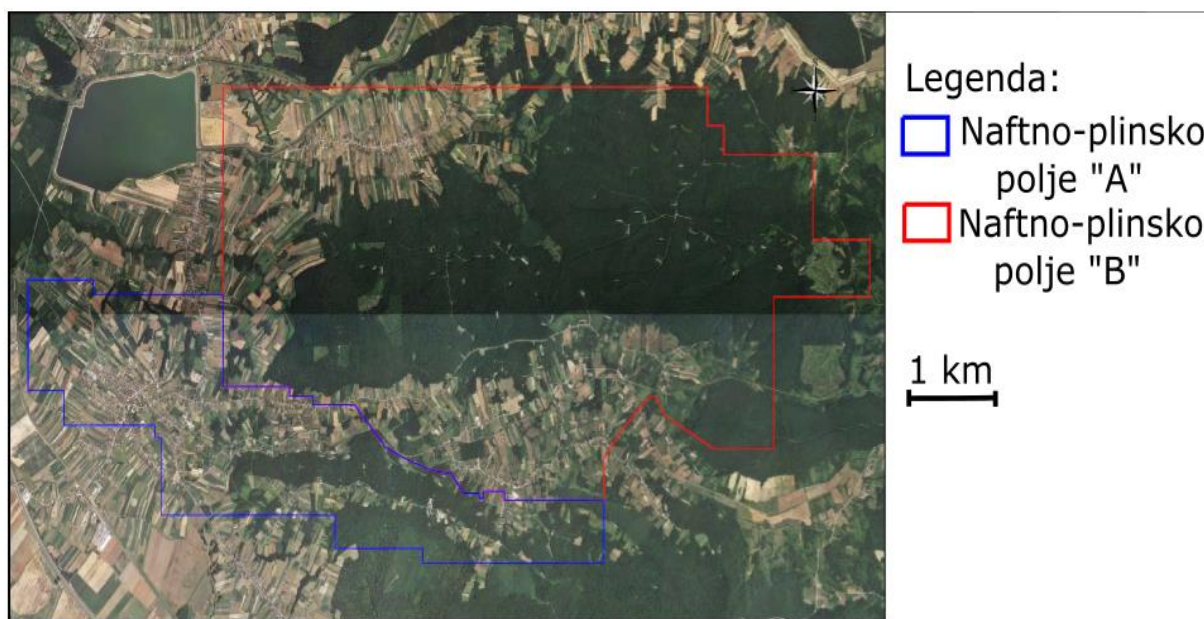 Legenda:
Naftno-plinsko
polje "A"
Naftno-plinsko
polje "B"
1 km